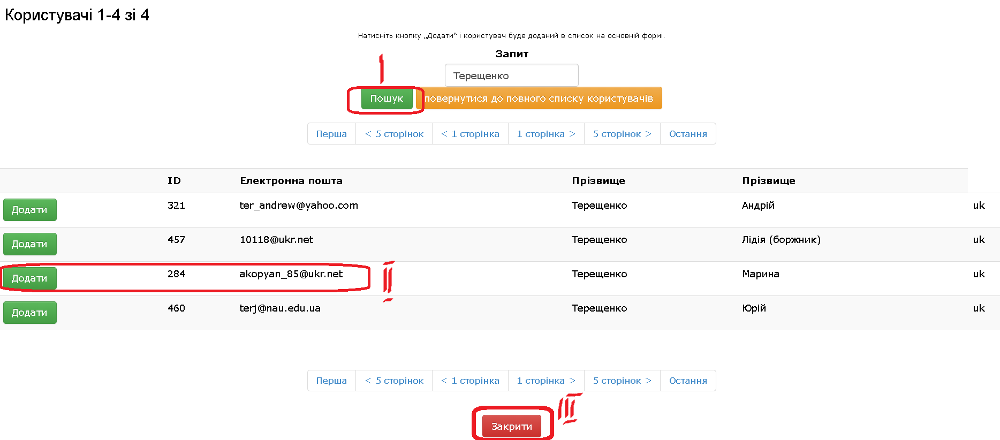 Користувачі 1-4 зі 4
Натисніть кнопку „Додати“ і користувач буде доданий в список на основній формі.
Запит
I
Терещенко
Пошук повернутися до повного списку користувачів
Перша < 5 сторінок < 1 сторінка 1 сторінка > 5 сторінок > Остання
ID Електронна пошта Прізвище Прізвище
Додати 321 ter_andrew@yahoo.com Терещенко Андрій uk
Додати 457 10118@ukr.net Терещенко Лідія (боржник) uk
Додати 284 akopyan_85@ukr.net II Терещенко Марина uk
Додати 460 terj@nau.edu.ua Терещенко Юрій uk
Перша < 5 сторінок < 1 сторінка 1 сторінка > 5 сторінок > Остання
III
Закрити